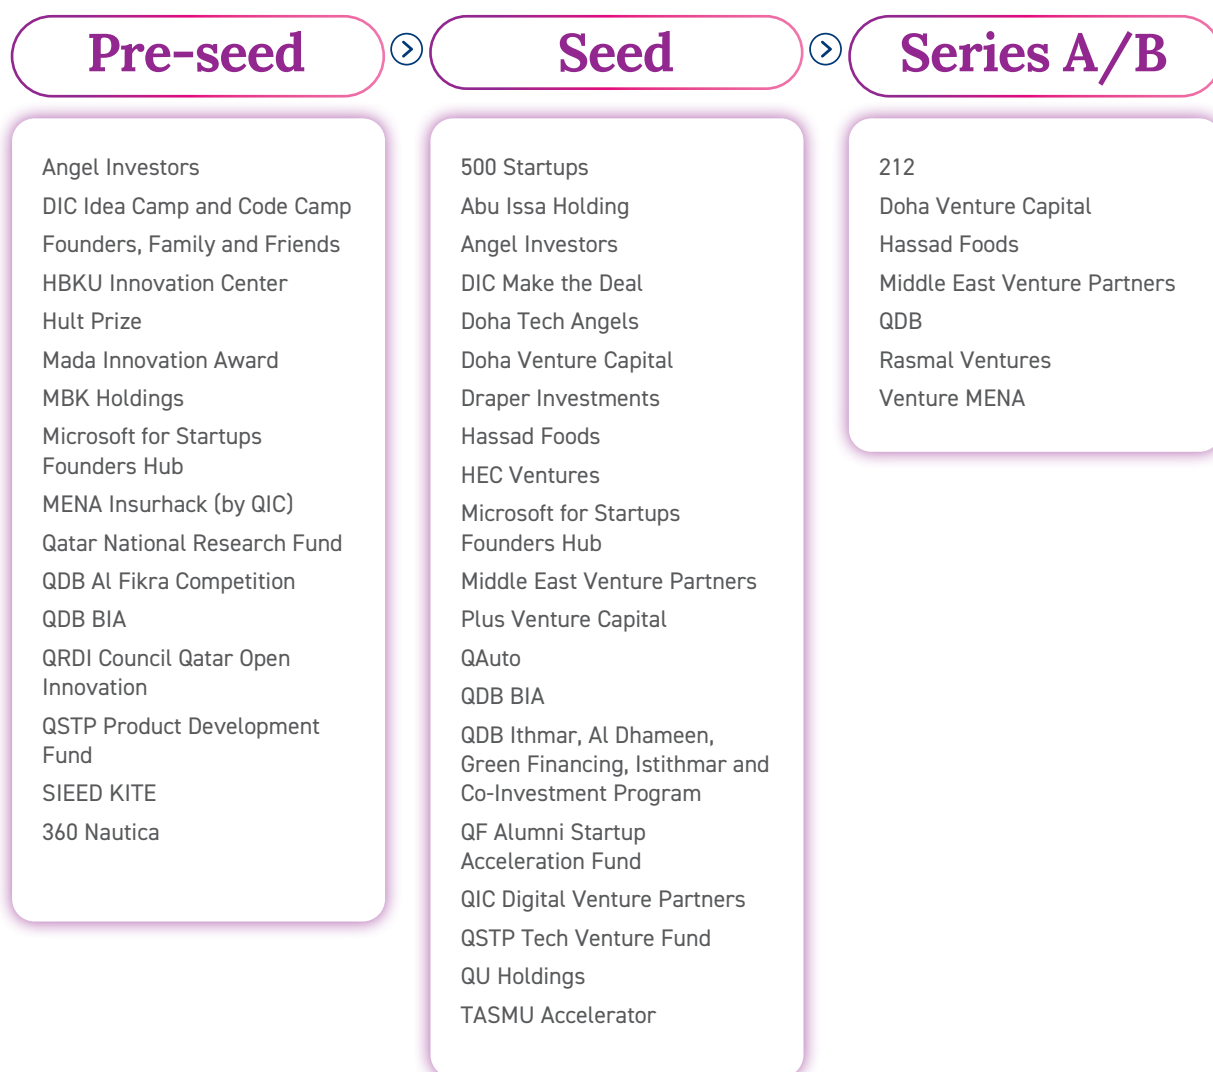 Pre-seed
Seed
Series A/B
Angel Investors
DIC Idea Camp and Code Camp
Founders, Family and Friends
HBKU Innovation Center
Hult Prize
Mada Innovation Award
MBK Holdings
Microsoft for Startups
Founders Hub
MENA Insurhack (by QIC)
Qatar National Research Fund
QDB Al Fikra Competition
QDB BIA
QRDI Council Qatar Open
Innovation
QSTP Product Development
Fund
SIEED KITE
360 Nautica
500 Startups
Abu Issa Holding
Angel Investors
DIC Make the Deal
Doha Tech Angels
Doha Venture Capital
Draper Investments
Hassad Foods
HEC Ventures
Microsoft for Startups
Founders Hub
Middle East Venture Partners
Plus Venture Capital
QAuto
QDB BIA
QDB Ithmar, Al Dhameen,
Green Financing, Istithmar and
Co-Investment Program
QF Alumni Startup
Acceleration Fund
QIC Digital Venture Partners
QSTP Tech Venture Fund
QU Holdings
TASMU Accelerator
212
Doha Venture Capital
Hassad Foods
Middle East Venture Partners
QDB
Rasmal Ventures
Venture MENA